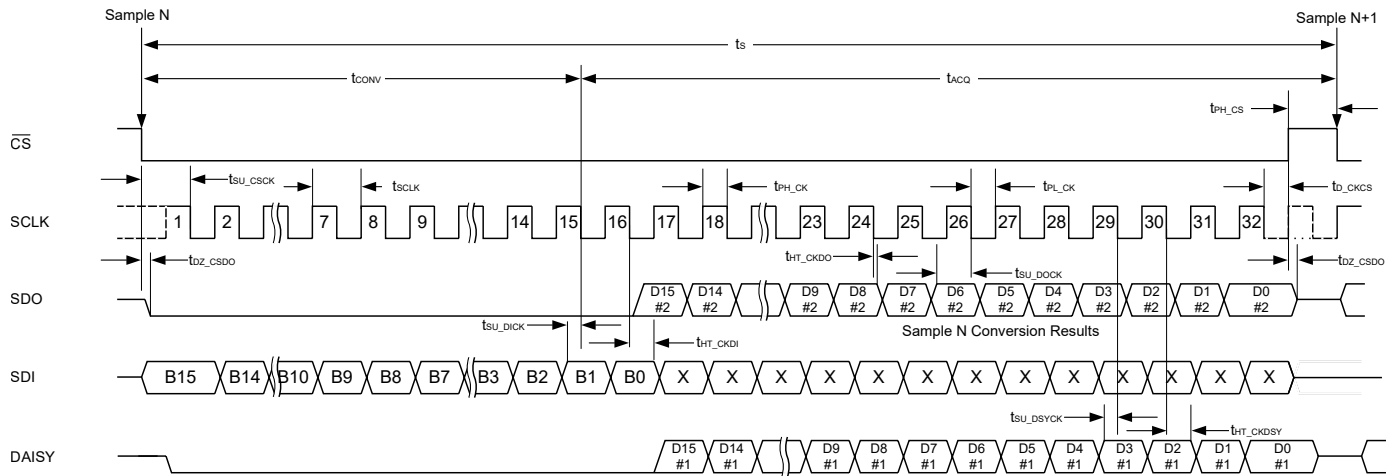 Sample N
Sample N+1
tS
tCONV
tACQ
tPH_CS
CS
tSU_CSCK
tSCLK
tPH_CK
tPL_CK
tD_CKCS
SCLK
1 2 7 8 9 14 15 16 17 18 23 24 25 26 27 28 29 30 31 32
tDZ_CSDO
tHT_CKDO
tSU_DOCK
tDZ_CSDO
SDO
D15 D14 D9 D8 D7 D6 D5 D4 D3 D2 D1 D0
#2 #2 #2 #2 #2 #2 #2 #2 #2 #2 #2 #2
tSU_DICK
tHT_CKDI
Sample N Conversion Results
SDI
B15 B14 B10 B9 B8 B7 B3 B2 B1 B0 X X X X X X X X X X X X X
tSU_DSYCK
tHT_CKDSY
DAISY
D15 D14 D9 D8 D7 D6 D5 D4 D3 D2 D1 D0
#1 #1 #1 #1 #1 #1 #1 #1 #1 #1 #1 #1